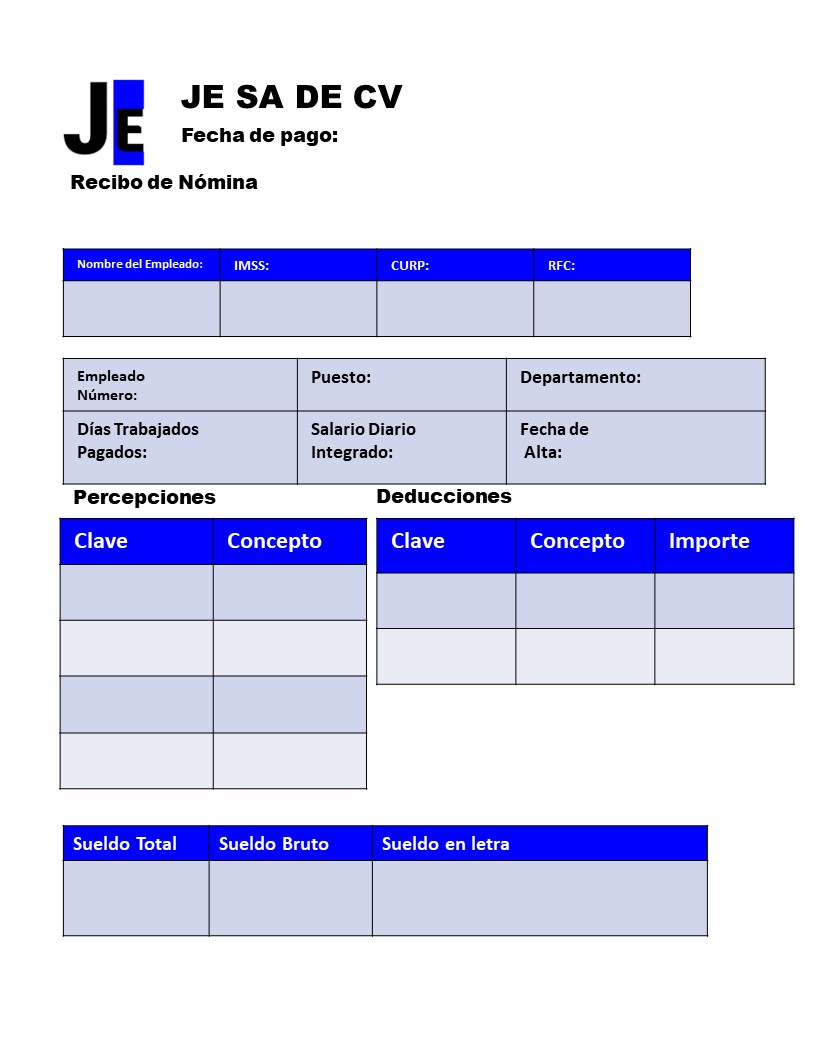 JE
JE SA DE CV
Fecha de pago:
Recibo de Nómina
Nombre del Empleado: IMSS: CURP: RFC:
Empleado
Número:
Puesto:
Departamento:
Días Trabajados
Pagados:
Salario Diario
Integrado:
Fecha de
Alta:
Percepciones
Clave Concepto
Deducciones
Clave Concepto Importe
Sueldo Total Sueldo Bruto Sueldo en letra